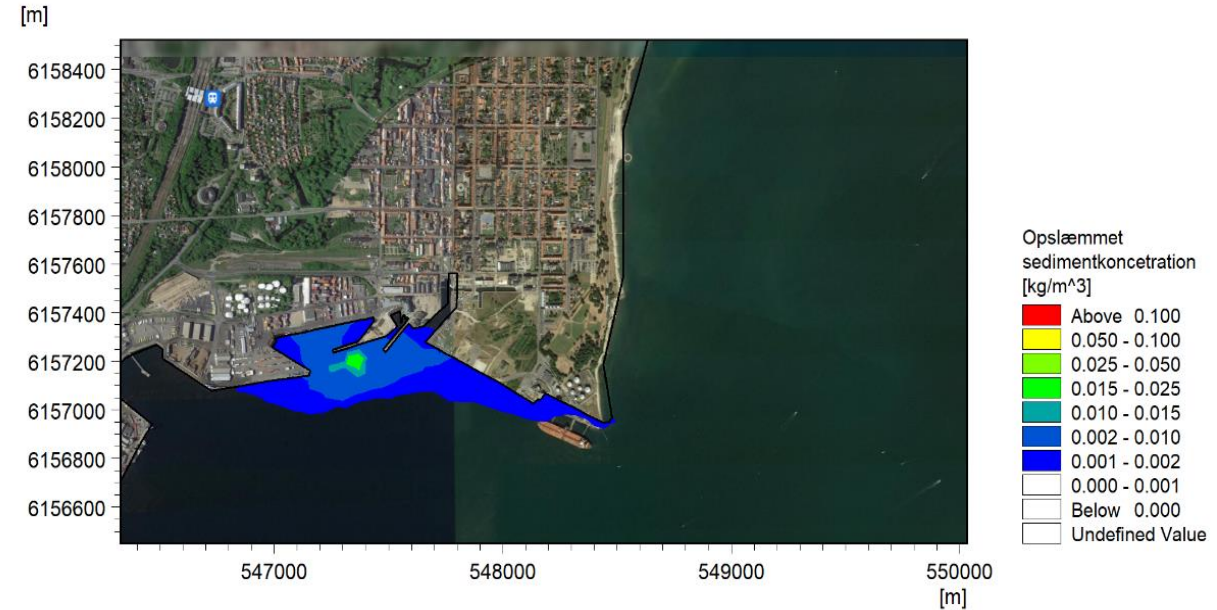 [m]
6158400
6158200
6158000
6157800
6157600
6157400
6157200
6157000
6156800
6156600
547000
548000
549000
550000
[m]
Opslæmmet
sedimentkoncetration
[kg/m^3]
Above 0.100
0.050 - 0.100
0.025 - 0.050
0.015 - 0.025
0.010 - 0.015
0.002 - 0.010
0.001 - 0.002
0.000 - 0.001
Below 0.000
Undefined Value